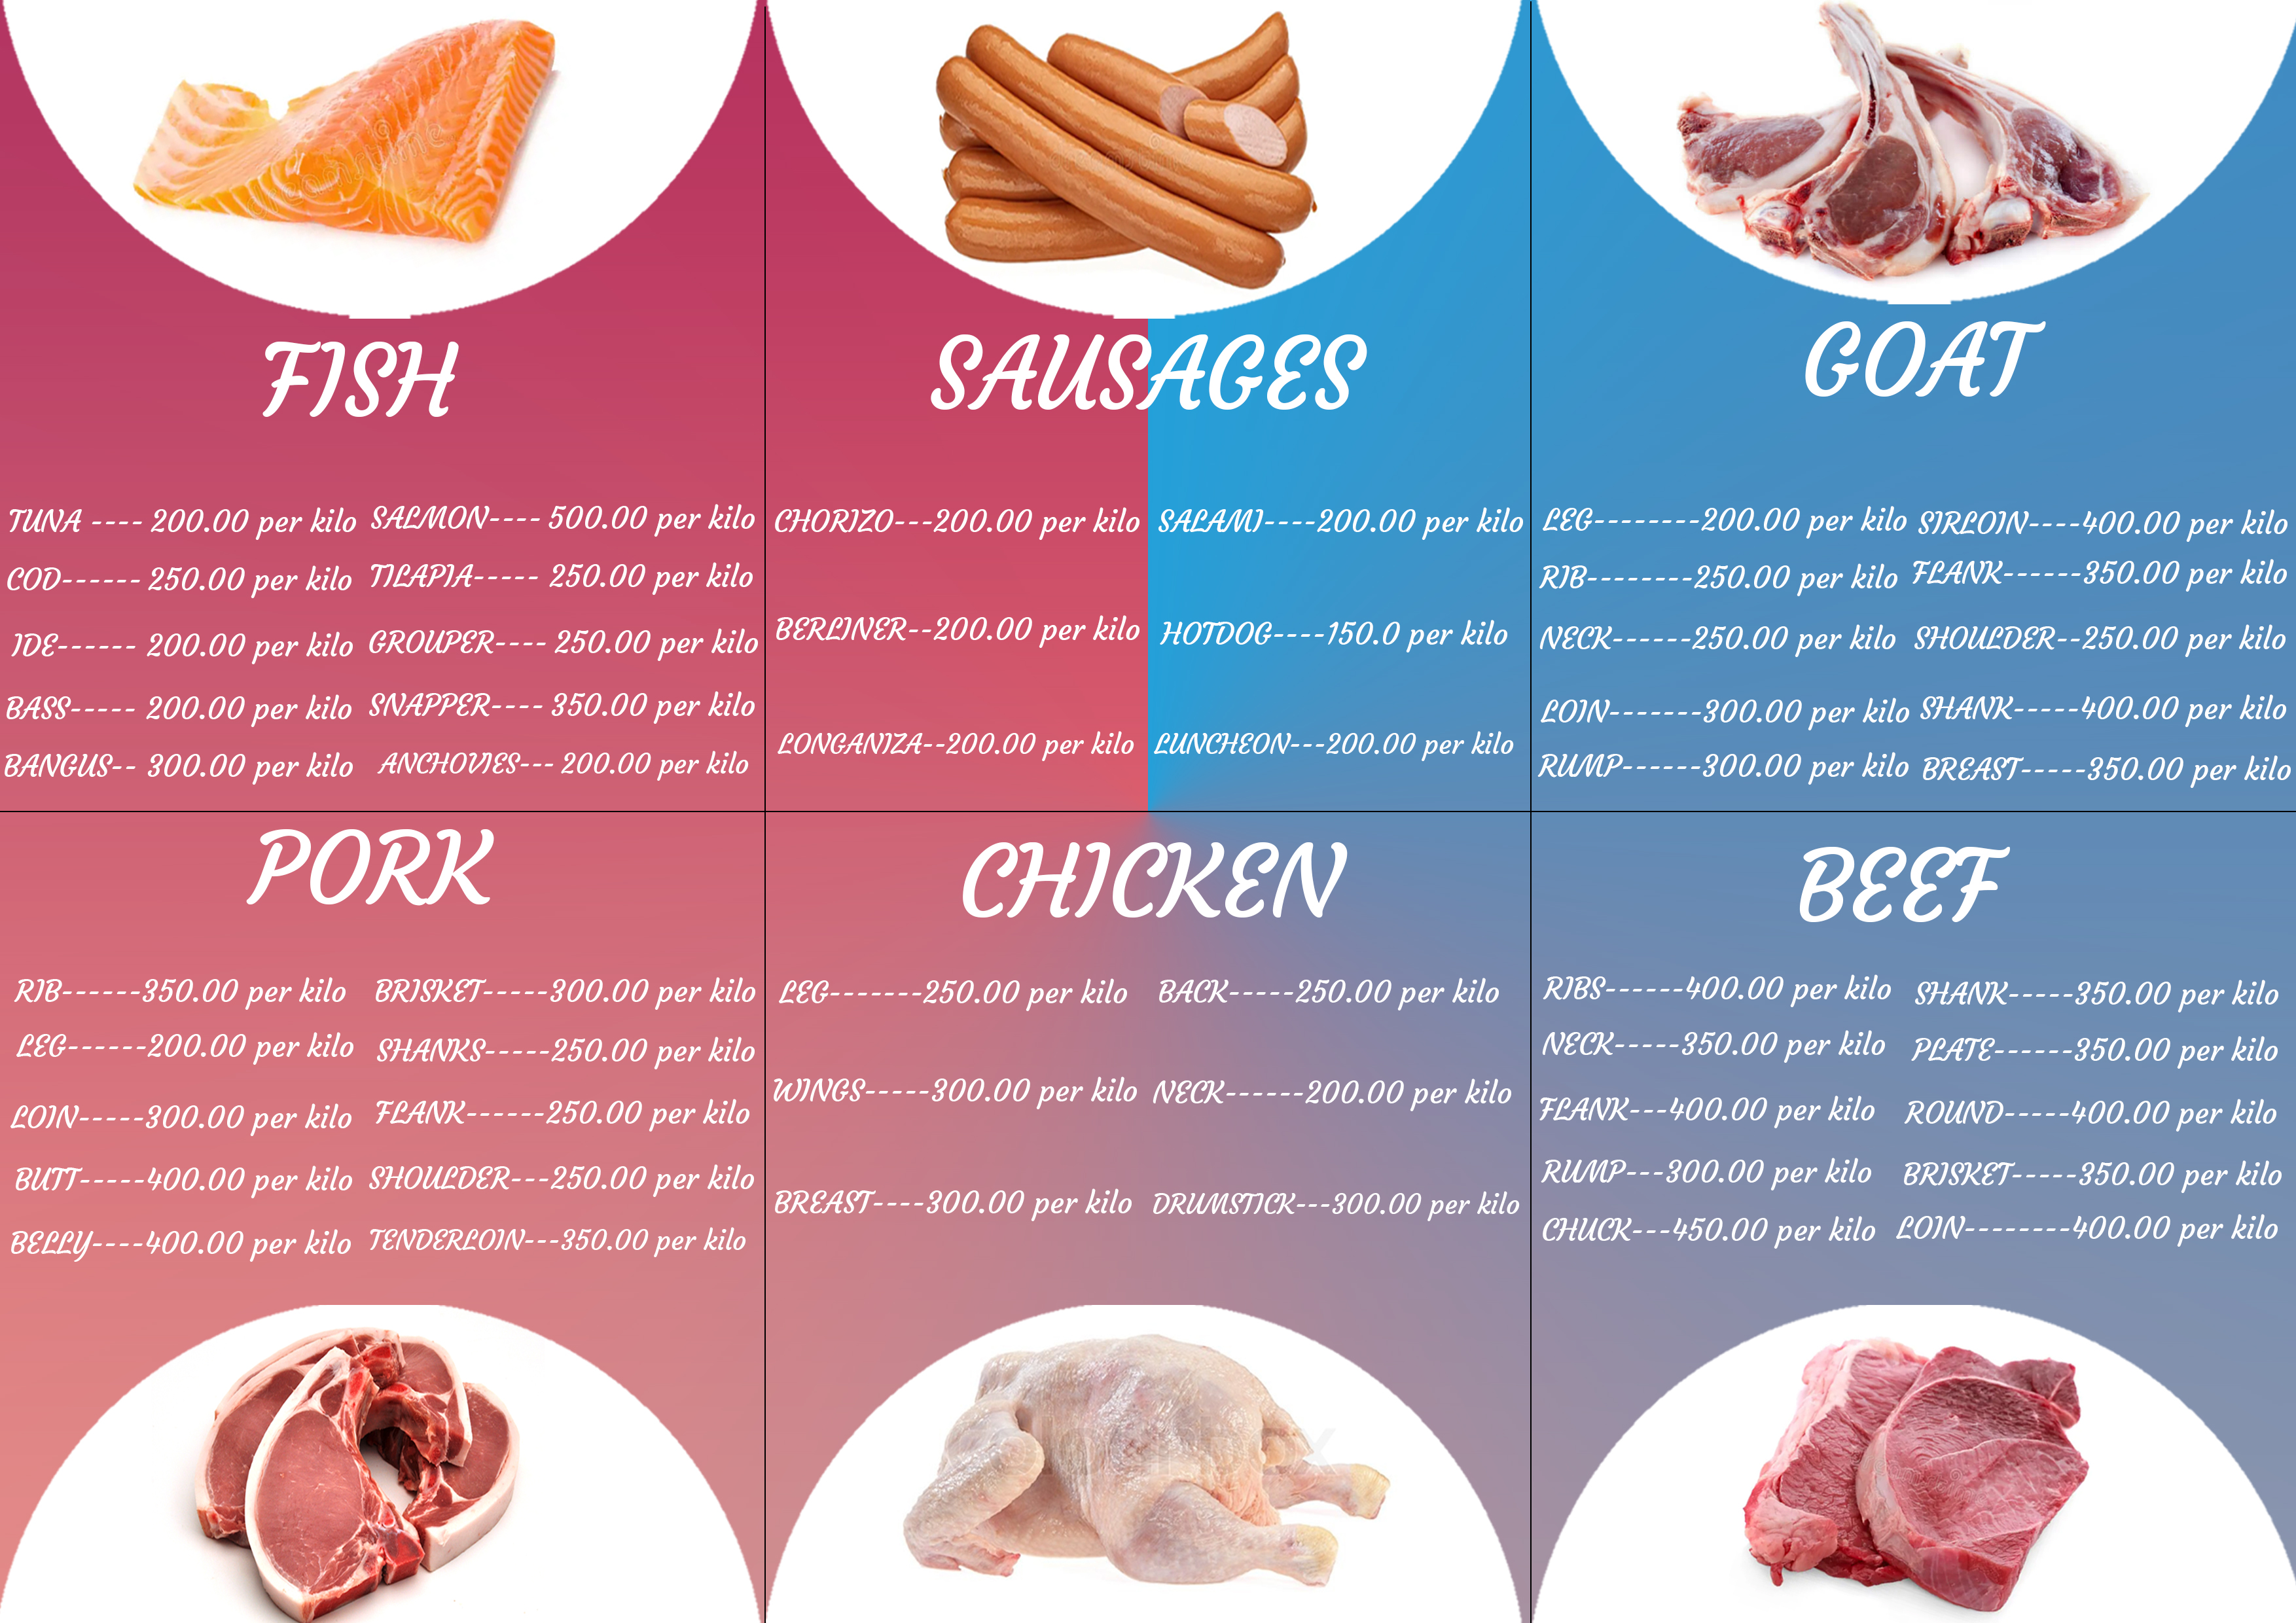 FISH
TUNA ---- 200.00 per kilo
COD------ 250.00 per kilo
IDE------ 200.00 per kilo
BASS----- 200.00 per kilo
BANGUS-- 300.00 per kilo
SALMON---- 500.00 per kilo
TILAPIA----- 250.00 per kilo
GROUPER---- 250.00 per kilo
SNAPPER---- 350.00 per kilo
ANCHOVIES--- 200.00 per kilo
SAUSAGES
CHORIZO---200.00 per kilo
BERLINER--200.00 per kilo
LONGANIZA--200.00 per kilo
SALAMI----200.00 per kilo
HOTDOG----150.0 per kilo
LUNCHEON---200.00 per kilo
GOAT
LEG--------200.00 per kilo
RIB--------250.00 per kilo
NECK------250.00 per kilo
LOIN-------300.00 per kilo
RUMP------300.00 per kilo
SIRLOIN----400.00 per kilo
FLANK------350.00 per kilo
SHOULDER--250.00 per kilo
SHANK-----400.00 per kilo
BREAST-----350.00 per kilo
PORK
RIB------350.00 per kilo
LEG------200.00 per kilo
LOIN-----300.00 per kilo
BUTT-----400.00 per kilo
BELLY----400.00 per kilo
BRISKET-----300.00 per kilo
SHANKS-----250.00 per kilo
FLANK------250.00 per kilo
SHOULDER---250.00 per kilo
TENDERLOIN---350.00 per kilo
CHICKEN
LEG-------250.00 per kilo
WINGS-----300.00 per kilo
BREAST----300.00 per kilo
BACK-----250.00 per kilo
NECK------200.00 per kilo
DRUMSTICK---300.00 per kilo
BEEF
RIBS------400.00 per kilo
NECK-----350.00 per kilo
FLANK---400.00 per kilo
RUMP---300.00 per kilo
CHUCK---450.00 per kilo
SHANK-----350.00 per kilo
PLATE------350.00 per kilo
ROUND-----400.00 per kilo
BRISKET-----350.00 per kilo
LOIN--------400.00 per kilo